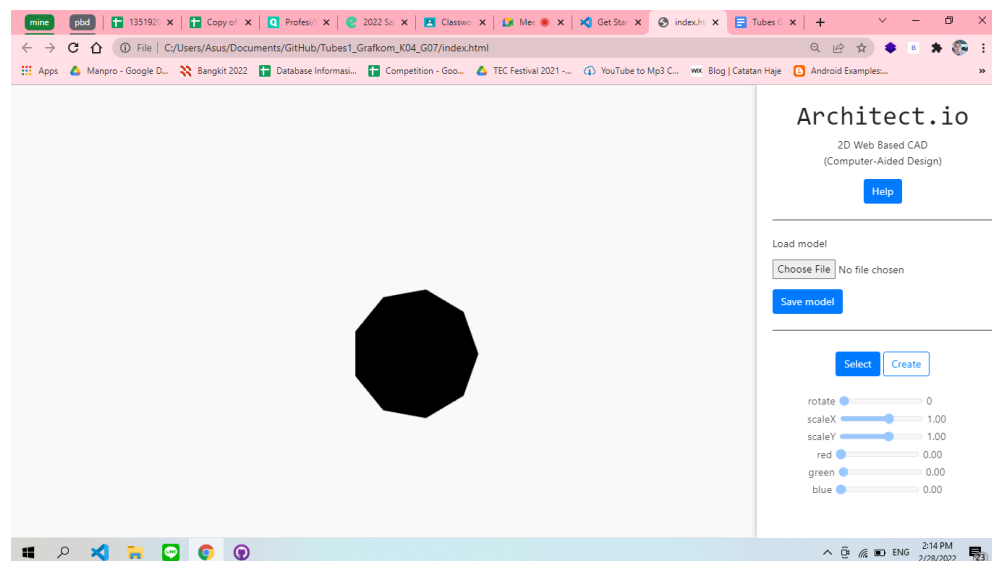 mine
pbd
135192(
Copy of
Profesi/
2022 Sa
Classwo
Mee
Get Star
index.ht
Tubes G
File | C:/Users/Asus/Documents/GitHub/Tubes1_Grafkom_K04_G07/index.html
Apps
Manpro - Google D...
Bangkit 2022
Database Informasi...
Competition - Goo...
TEC Festival 2021 -...
YouTube to Mp3 C...
WIX
Blog | Catatan Haje
Android Examples:...
»
Architect.io
2D Web Based CAD
(Computer-Aided Design)
Help
Load model
Choose File No file chosen
Save model
Select Create
rotate 0
scaleX 1.00
scaleY 1.00
red 0.00
green 0.00
blue 0.00
LINE
ENG
2:14 PM
2/28/2022
23